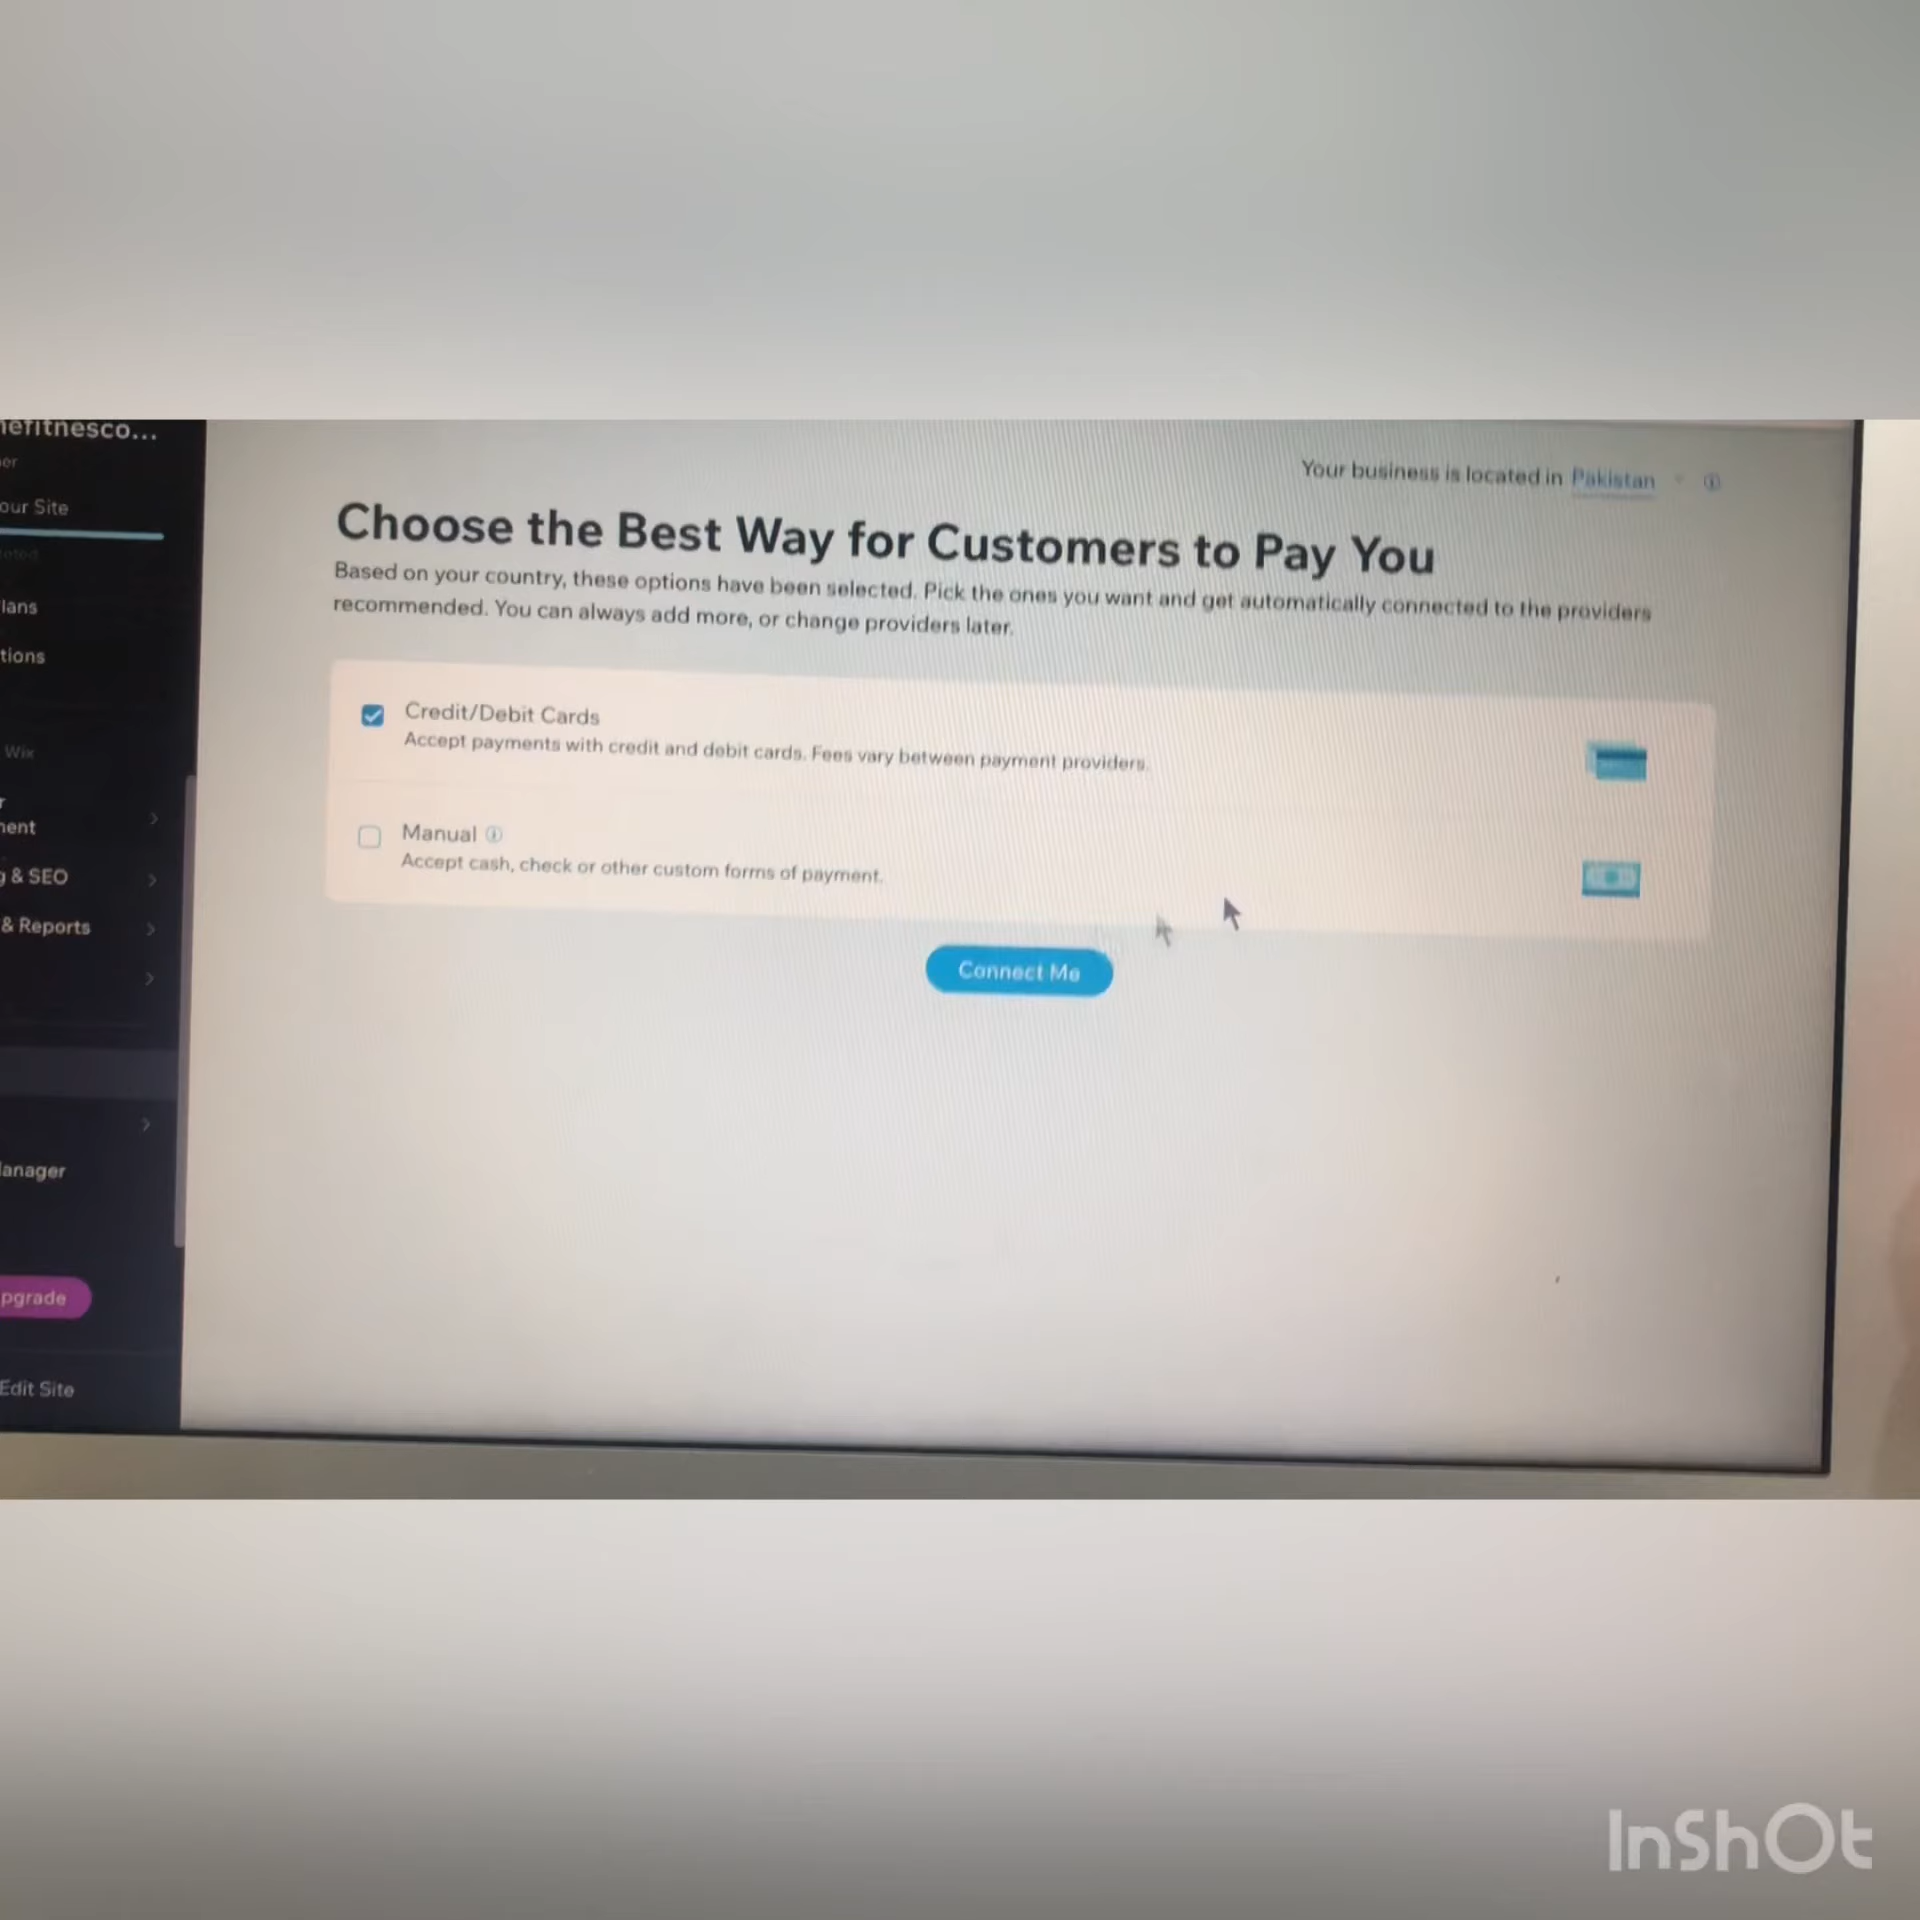 nefitnesco...
er
Your business is located in Pakistan
our Site
Choose the Best Way for Customers to Pay You
Based on your country, these options have been selected. Pick the ones you want and get automatically connected to the providers
recommended. You can always add more, or change providers later.
lans
tions
Credit/Debit Cards
Accept payments with credit and debit cards. Fees vary between payment providers.
Wix
r
nent
Manual
Accept cash, check or other custom forms of payment.
g & SEO
& Reports
Connect Me
anager
pgrade
Edit Site
InShOt